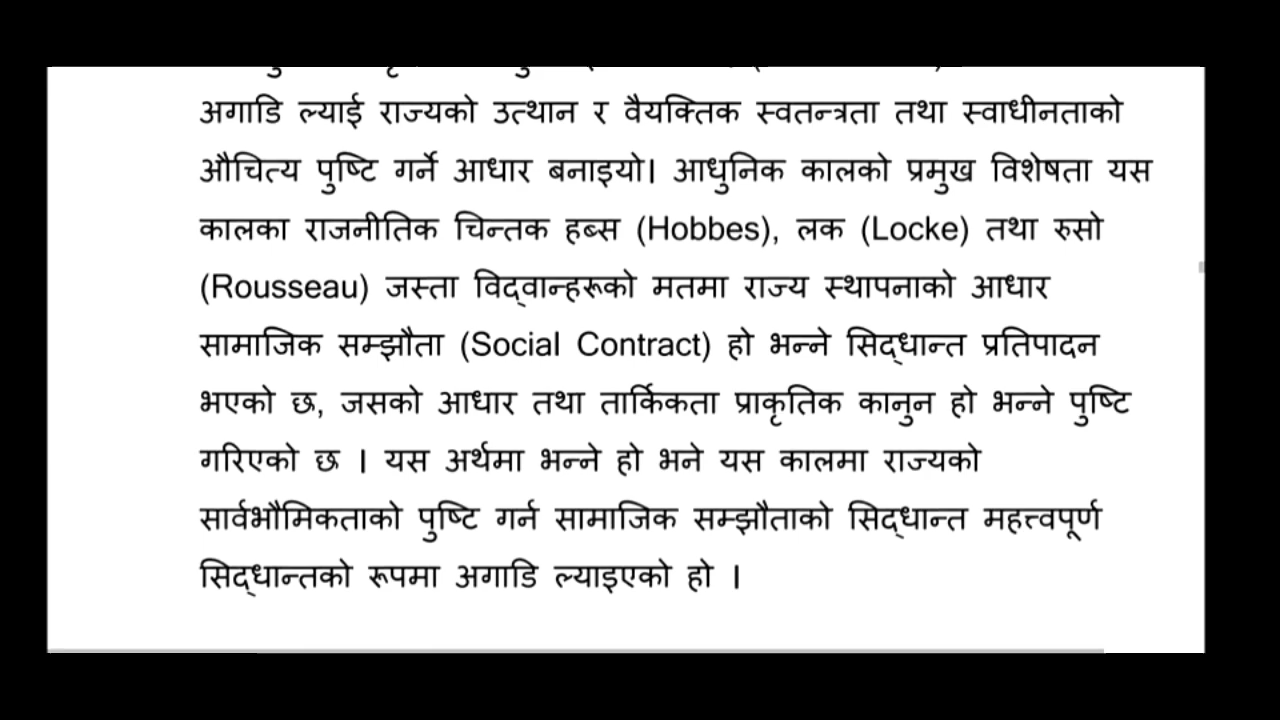 अगाडि ल्याई राज्यको उत्थान र वैयक्तिक स्वतन्त्रता तथा स्वाधीनताको
औचित्य पुष्टि गर्ने आधार बनाइयो। आधुनिक कालको प्रमुख विशेषता यस
कालका राजनीतिक चिन्तक हब्स (Hobbes), लक (Locke) तथा रुसो
(Rousseau) जस्ता विद्वान्हरूको मतमा राज्य स्थापनाको आधार
सामाजिक सम्झौता (Social Contract) हो भन्ने सिद्धान्त प्रतिपादन
भएको छ, जसको आधार तथा तार्किकता प्राकृतिक कानुन हो भन्ने पुष्टि
गरिएको छ । यस अर्थमा भन्ने हो भने यस कालमा राज्यको
सार्वभौमिकताको पुष्टि गर्न सामाजिक सम्झौताको सिद्धान्त महत्त्वपूर्ण
सिद्धान्तको रूपमा अगाडि ल्याइएको हो ।